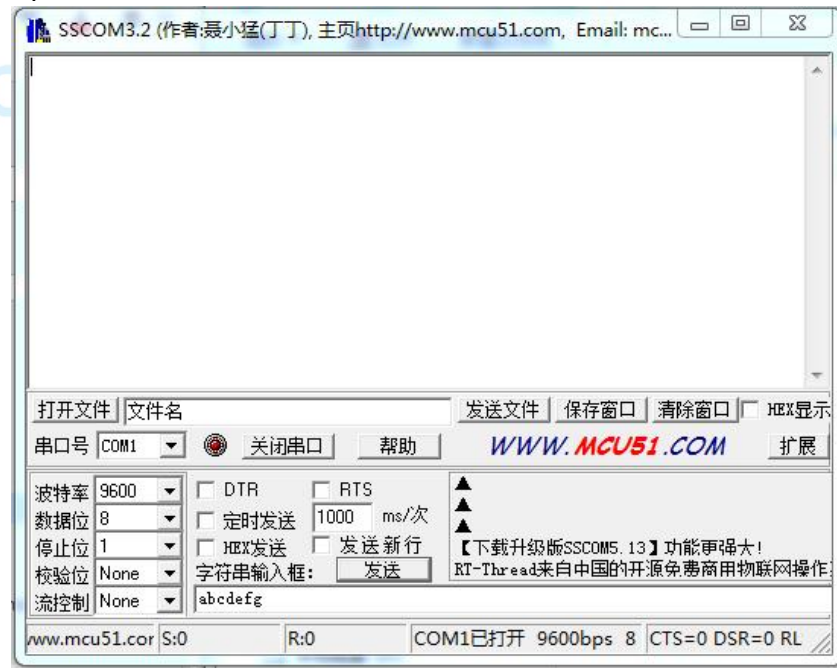 SSCOM3.2 (作者:聂小猛(丁丁), 主页http://www.mcu51.com, Email: mc...
打开文件 文件名 发送文件 保存窗口 清除窗口 HEX显示
串口号 COM1 关闭串口 帮助 WWW.MCU51.COM 扩展
波特率 9600 DTR RTS
数据位 8 定时发送 1000 ms/次
停止位 1 HEX发送 发送新行 【下载升级版SSCOM5.13】功能更强大!
校验位 None 字符串输入框: 发送 RT-Thread来自中国的开源免费商用物联网操作
流控制 None abcdefg
www.mcu51.cor S:0 R:0 COM1已打开 9600bps 8 CTS=0 DSR=0 RL